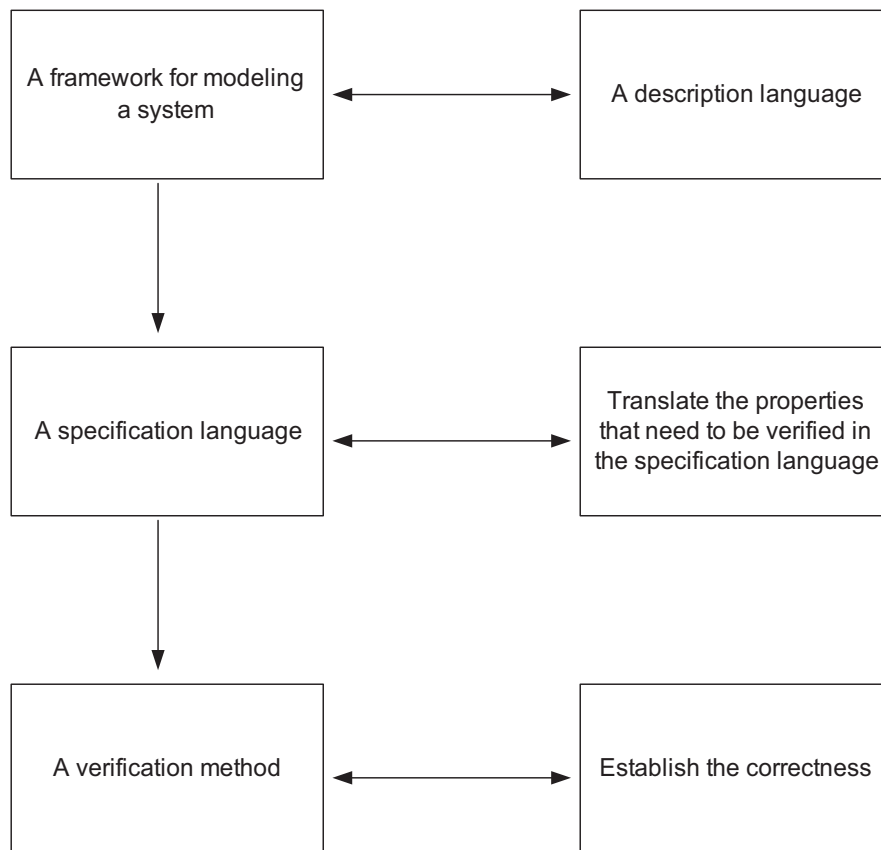 A framework for modeling
a system
A description language
A specification language
Translate the properties
that need to be verified in
the specification language
A verification method
Establish the correctness